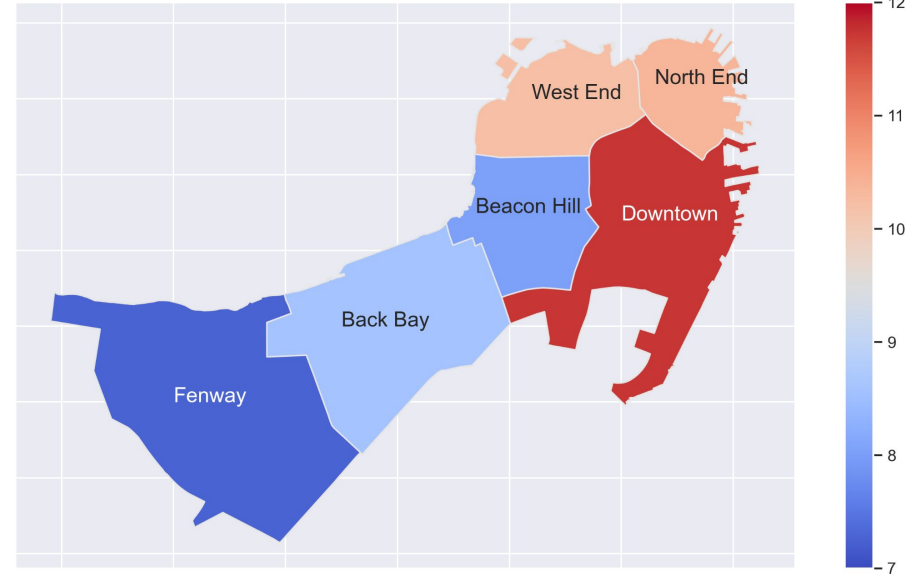 12
North End
West End
11
Beacon Hill
Downtown
10
Back Bay
9
Fenway
8
7